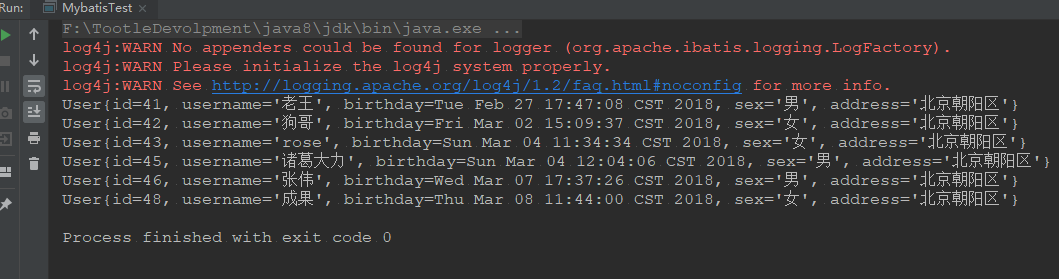 Run: MybatisTest
F:\TootleDevolpment\java8\jdk\bin\java.exe ...
log4j:WARN No appenders could be found for logger (org.apache.ibatis.logging.LogFactory).
log4j:WARN Please initialize the log4j system properly.
log4j:WARN See http://logging.apache.org/log4j/1.2/faq.html#noconfig for more info.
User{id=41, username='老王', birthday=Tue Feb 27 17:47:08 CST 2018, sex='男', address='北京朝阳区'}
User{id=42, username='狗哥', birthday=Fri Mar 02 15:09:37 CST 2018, sex='女', address='北京朝阳区'}
User{id=43, username='rose', birthday=Sun Mar 04 11:34:34 CST 2018, sex='女', address='北京朝阳区'}
User{id=45, username='诸葛大力', birthday=Sun Mar 04 12:04:06 CST 2018, sex='男', address='北京朝阳区'}
User{id=46, username='张伟', birthday=Wed Mar 07 17:37:26 CST 2018, sex='男', address='北京朝阳区'}
User{id=48, username='成果', birthday=Thu Mar 08 11:44:00 CST 2018, sex='女', address='北京朝阳区'}
Process finished with exit code 0